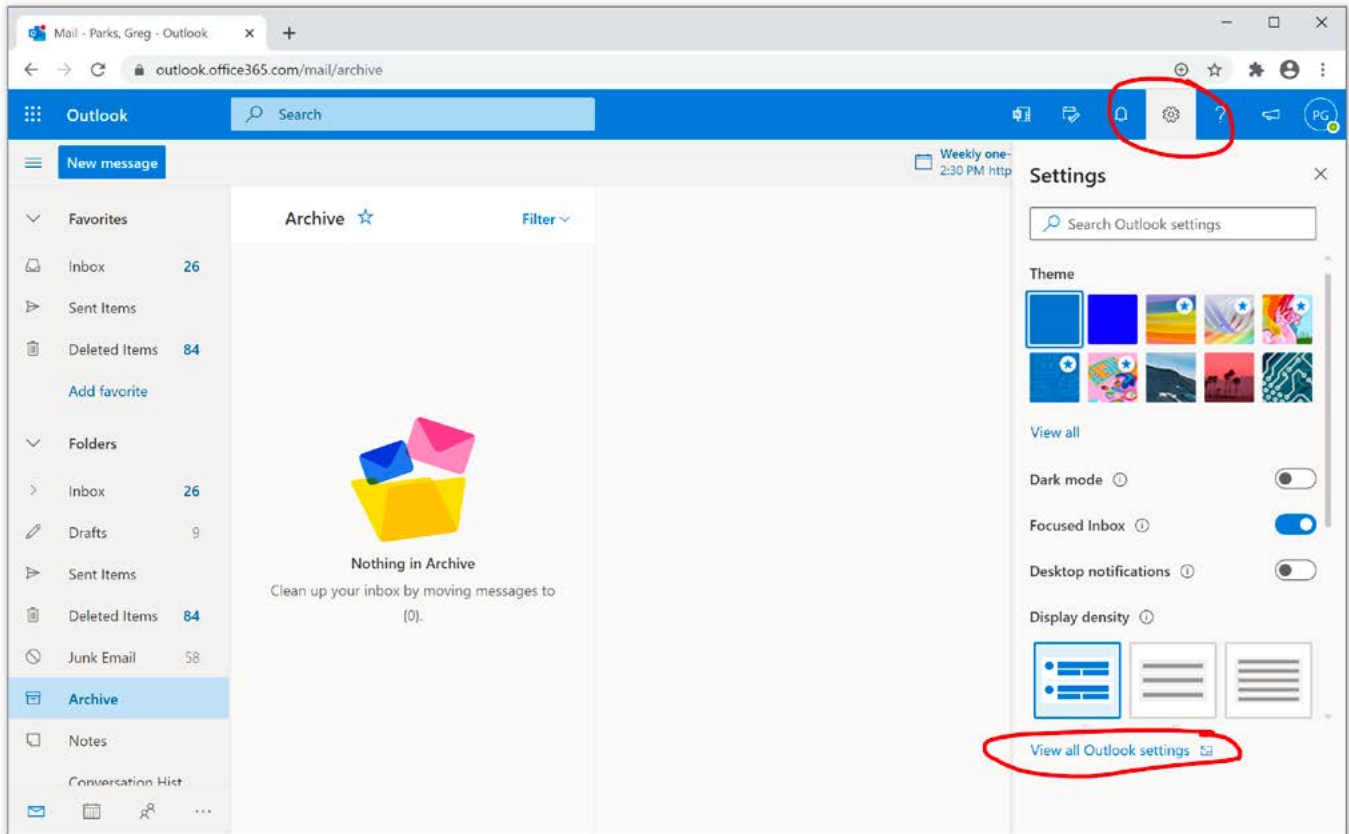 Mail - Parks, Greg - Outlook
outlook.office365.com/mail/archive
Outlook
Search
PG
New message
Weekly one-
2:30 PM http
Favorites
Inbox 26
Sent Items
Deleted Items 84
Add favorite
Folders
Inbox 26
Drafts 9
Sent Items
Deleted Items 84
Junk Email 58
Archive
Notes
Conversation Hist
Archive
Filter
Nothing in Archive
Clean up your inbox by moving messages to
{0}.
Settings
Search Outlook settings
Theme
View all
Dark mode
Focused Inbox
Desktop notifications
Display density
View all Outlook settings